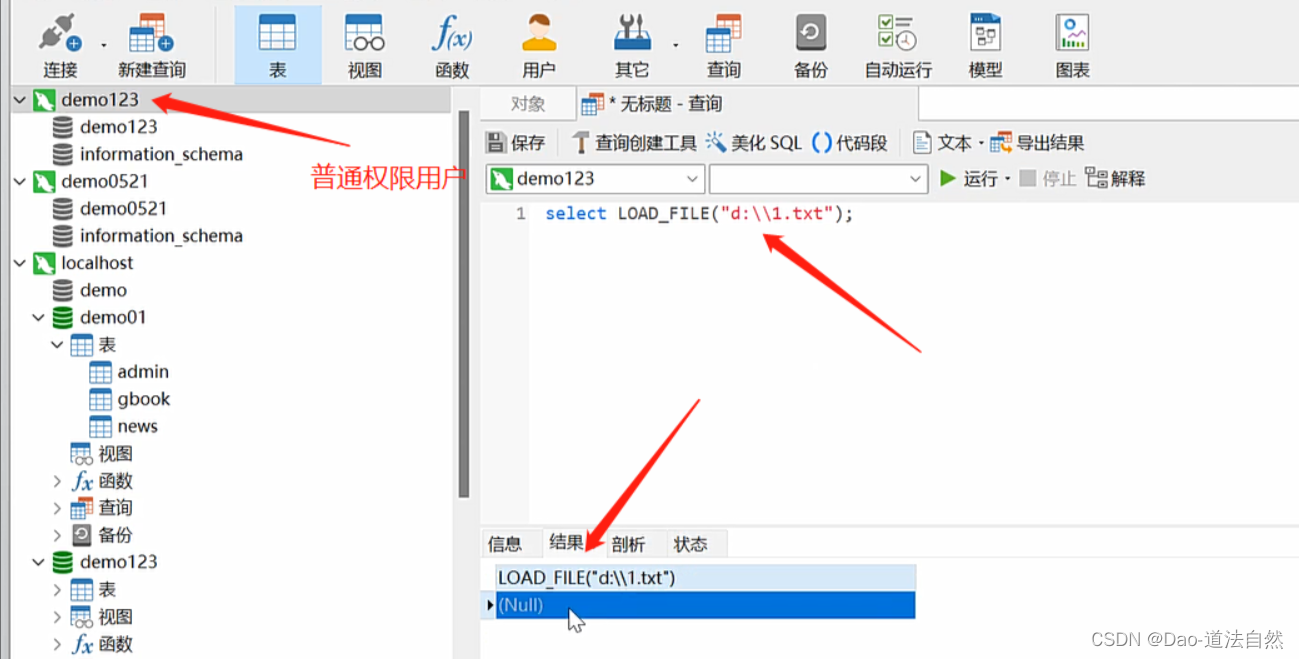 连接 新建查询 表 视图 函数 用户 其它 查询 备份 自动运行 模型 图表
demo123
demo123
information_schema
demo0521
demo0521
information_schema
localhost
demo
demo01
表
admin
gbook
news
视图
函数
查询
备份
demo123
表
视图
函数
普通权限用户
对象 * 无标题 - 查询
保存 查询创建工具 美化 SQL () 代码段 文本 导出结果
demo123 运行 停止 解释
1 select LOAD_FILE("d:\\1.txt");
信息 结果 剖析 状态
LOAD_FILE("d:\\1.txt")
(Null)
CSDN @Dao-道法自然